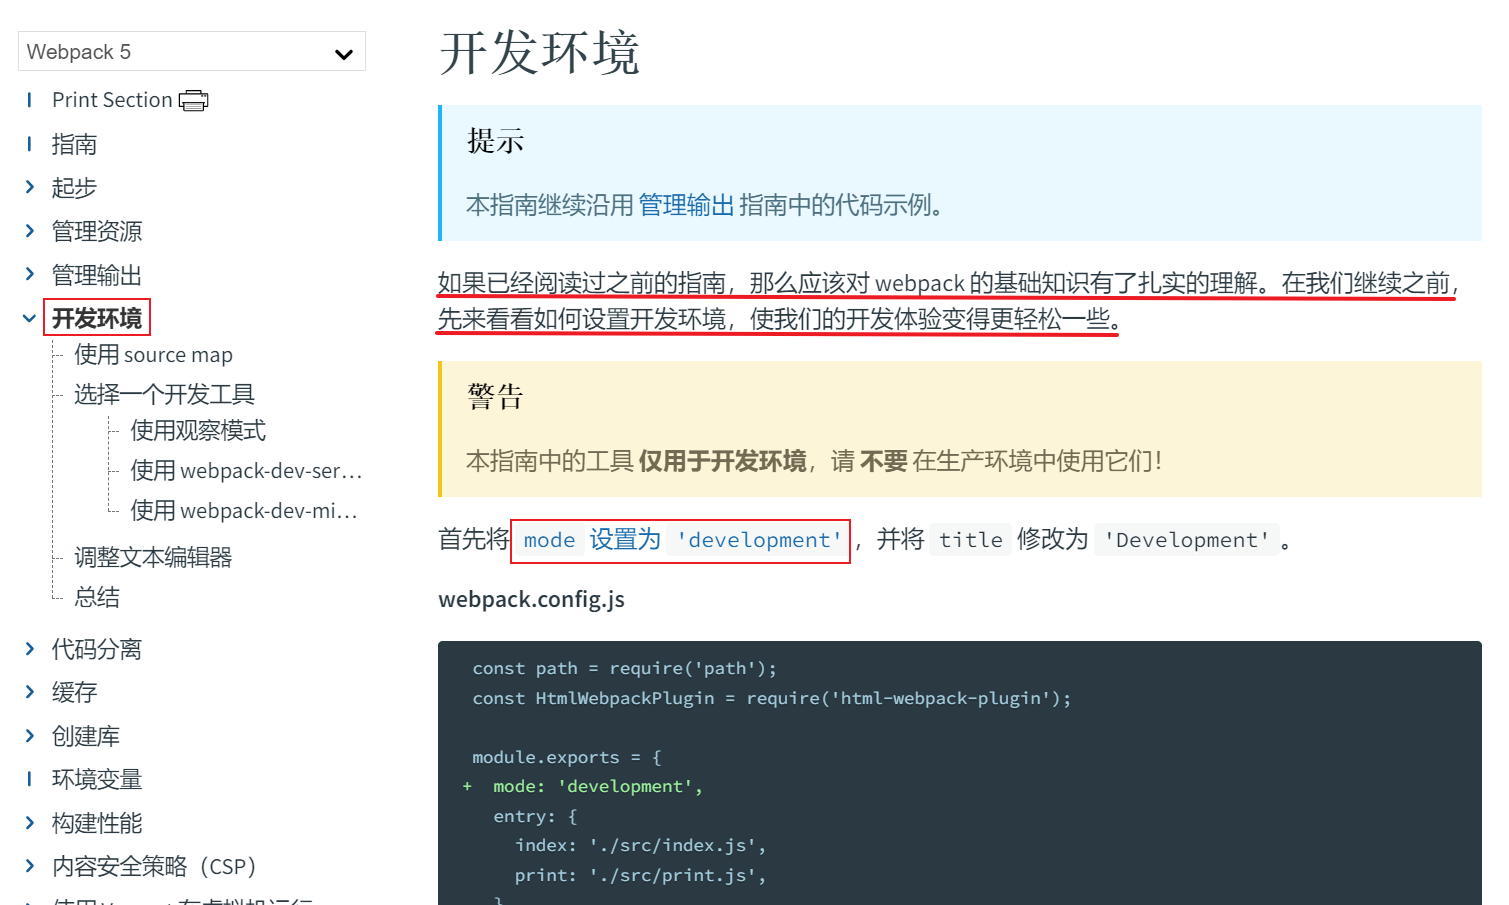 Webpack 5
Print Section
指南
起步
管理资源
管理输出
开发环境
使用 source map
选择一个开发工具
使用观察模式
使用 webpack-dev-ser...
使用 webpack-dev-mi...
调整文本编辑器
总结
代码分离
缓存
创建库
环境变量
构建性能
内容安全策略（CSP）
开发环境
提示
本指南继续沿用 管理输出 指南中的代码示例。
如果已经阅读过之前的指南，那么应该对 webpack 的基础知识有了扎实的理解。在我们继续之前，
先来看看如何设置开发环境，使我们的开发体验变得更轻松一些。
警告
本指南中的工具 仅用于开发环境，请 不要 在生产环境中使用它们！
首先将 mode 设置为 'development'，并将 title 修改为 'Development'。
webpack.config.js
const path = require('path');
const HtmlWebpackPlugin = require('html-webpack-plugin');
module.exports = {
+ mode: 'development',
entry: {
index: './src/index.js',
print: './src/print.js',